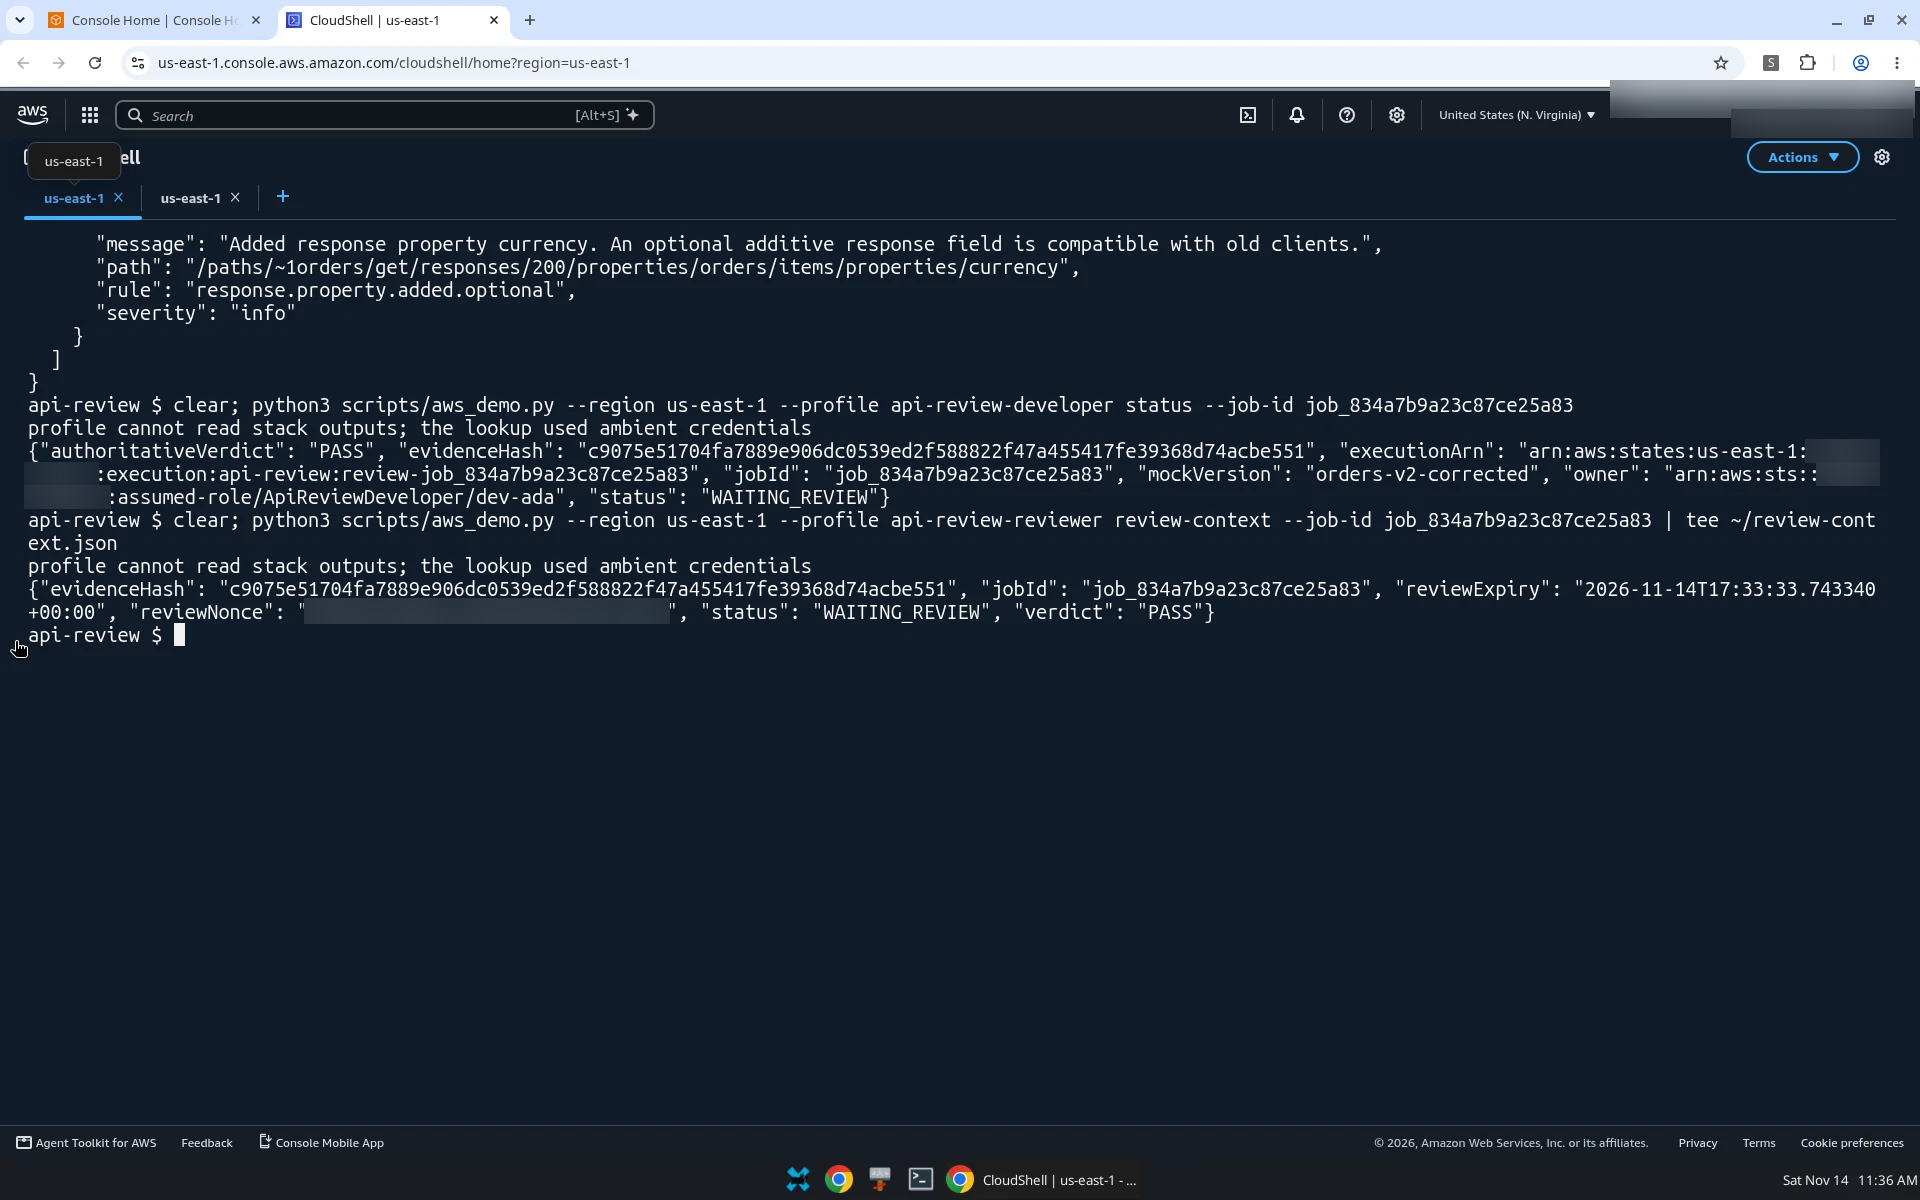 Console Home | Console H
CloudShell | us-east-1
us-east-1.console.aws.amazon.com/cloudshell/home?region=us-east-1
S
aws
Search
[Alt+S]
United States (N. Virginia)
us-east-1
ell
Actions
us-east-1
us-east-1
"message": "Added response property currency. An optional additive response field is compatible with old clients.",
"path": "/paths/~1orders/get/responses/200/properties/orders/items/properties/currency",
"rule": "response.property.added.optional",
"severity": "info"
}
]
}
api-review $ clear; python3 scripts/aws_demo.py --region us-east-1 --profile api-review-developer status --job-id job_834a7b9a23c87ce25a83
profile cannot read stack outputs; the lookup used ambient credentials
{"authoritativeVerdict": "PASS", "evidenceHash": "c9075e51704fa7889e906dc0539ed2f588822f47a455417fe39368d74acbe551", "executionArn": "arn:aws:states:us-east-1:
:execution:api-review:review-job_834a7b9a23c87ce25a83", "jobId": "job_834a7b9a23c87ce25a83", "mockVersion": "orders-v2-corrected", "owner": "arn:aws:sts::
:assumed-role/ApiReviewDeveloper/dev-ada", "status": "WAITING_REVIEW"}
api-review $ clear; python3 scripts/aws_demo.py --region us-east-1 --profile api-review-reviewer review-context --job-id job_834a7b9a23c87ce25a83 | tee ~/review-cont
ext.json
profile cannot read stack outputs; the lookup used ambient credentials
{"evidenceHash": "c9075e51704fa7889e906dc0539ed2f588822f47a455417fe39368d74acbe551", "jobId": "job_834a7b9a23c87ce25a83", "reviewExpiry": "2026-11-14T17:33:33.743340
+00:00", "reviewNonce": "", "status": "WAITING_REVIEW", "verdict": "PASS"}
api-review $
Agent Toolkit for AWS
Feedback
Console Mobile App
© 2026, Amazon Web Services, Inc. or its affiliates.
Privacy
Terms
Cookie preferences
CloudShell | us-east-1 - ...
Sat Nov 14 11:36 AM